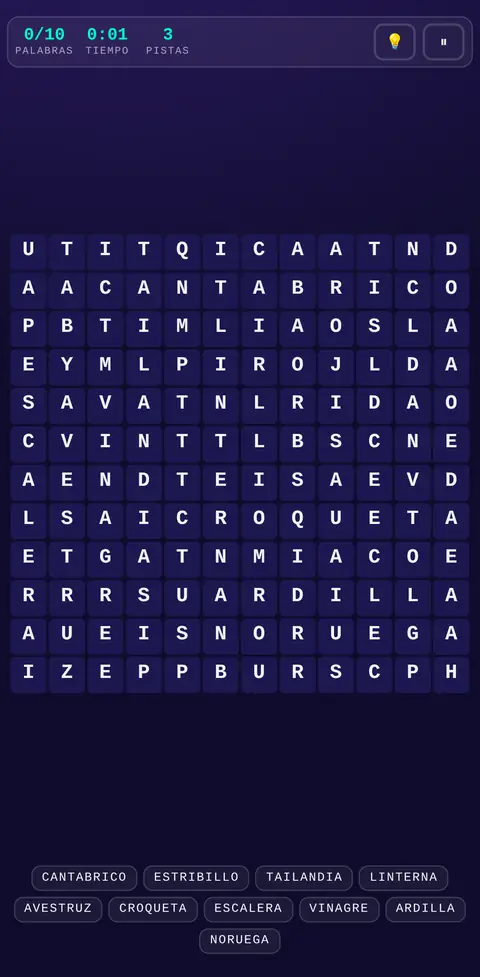 0/10 0:01 3
PALABRAS TIEMPO PISTAS
U T I T Q I C A A T N D
A A C A N T A B R I C O
P B T I M L I A O S L A
E Y M L P I R O J L D A
S A V A T N L R I D A O
C V I N T T L B S C N E
A E N D T E I S A E V D
L S A I C R O Q U E T A
E T G A T N M I A C O E
R R R S U A R D I L L A
A U E I S N O R U E G A
I Z E P P B U R S C P H
CANTABRICO ESTRIBILLO TAILANDIA LINTERNA
AVESTRUZ CROQUETA ESCALERA VINAGRE ARDILLA
NORUEGA